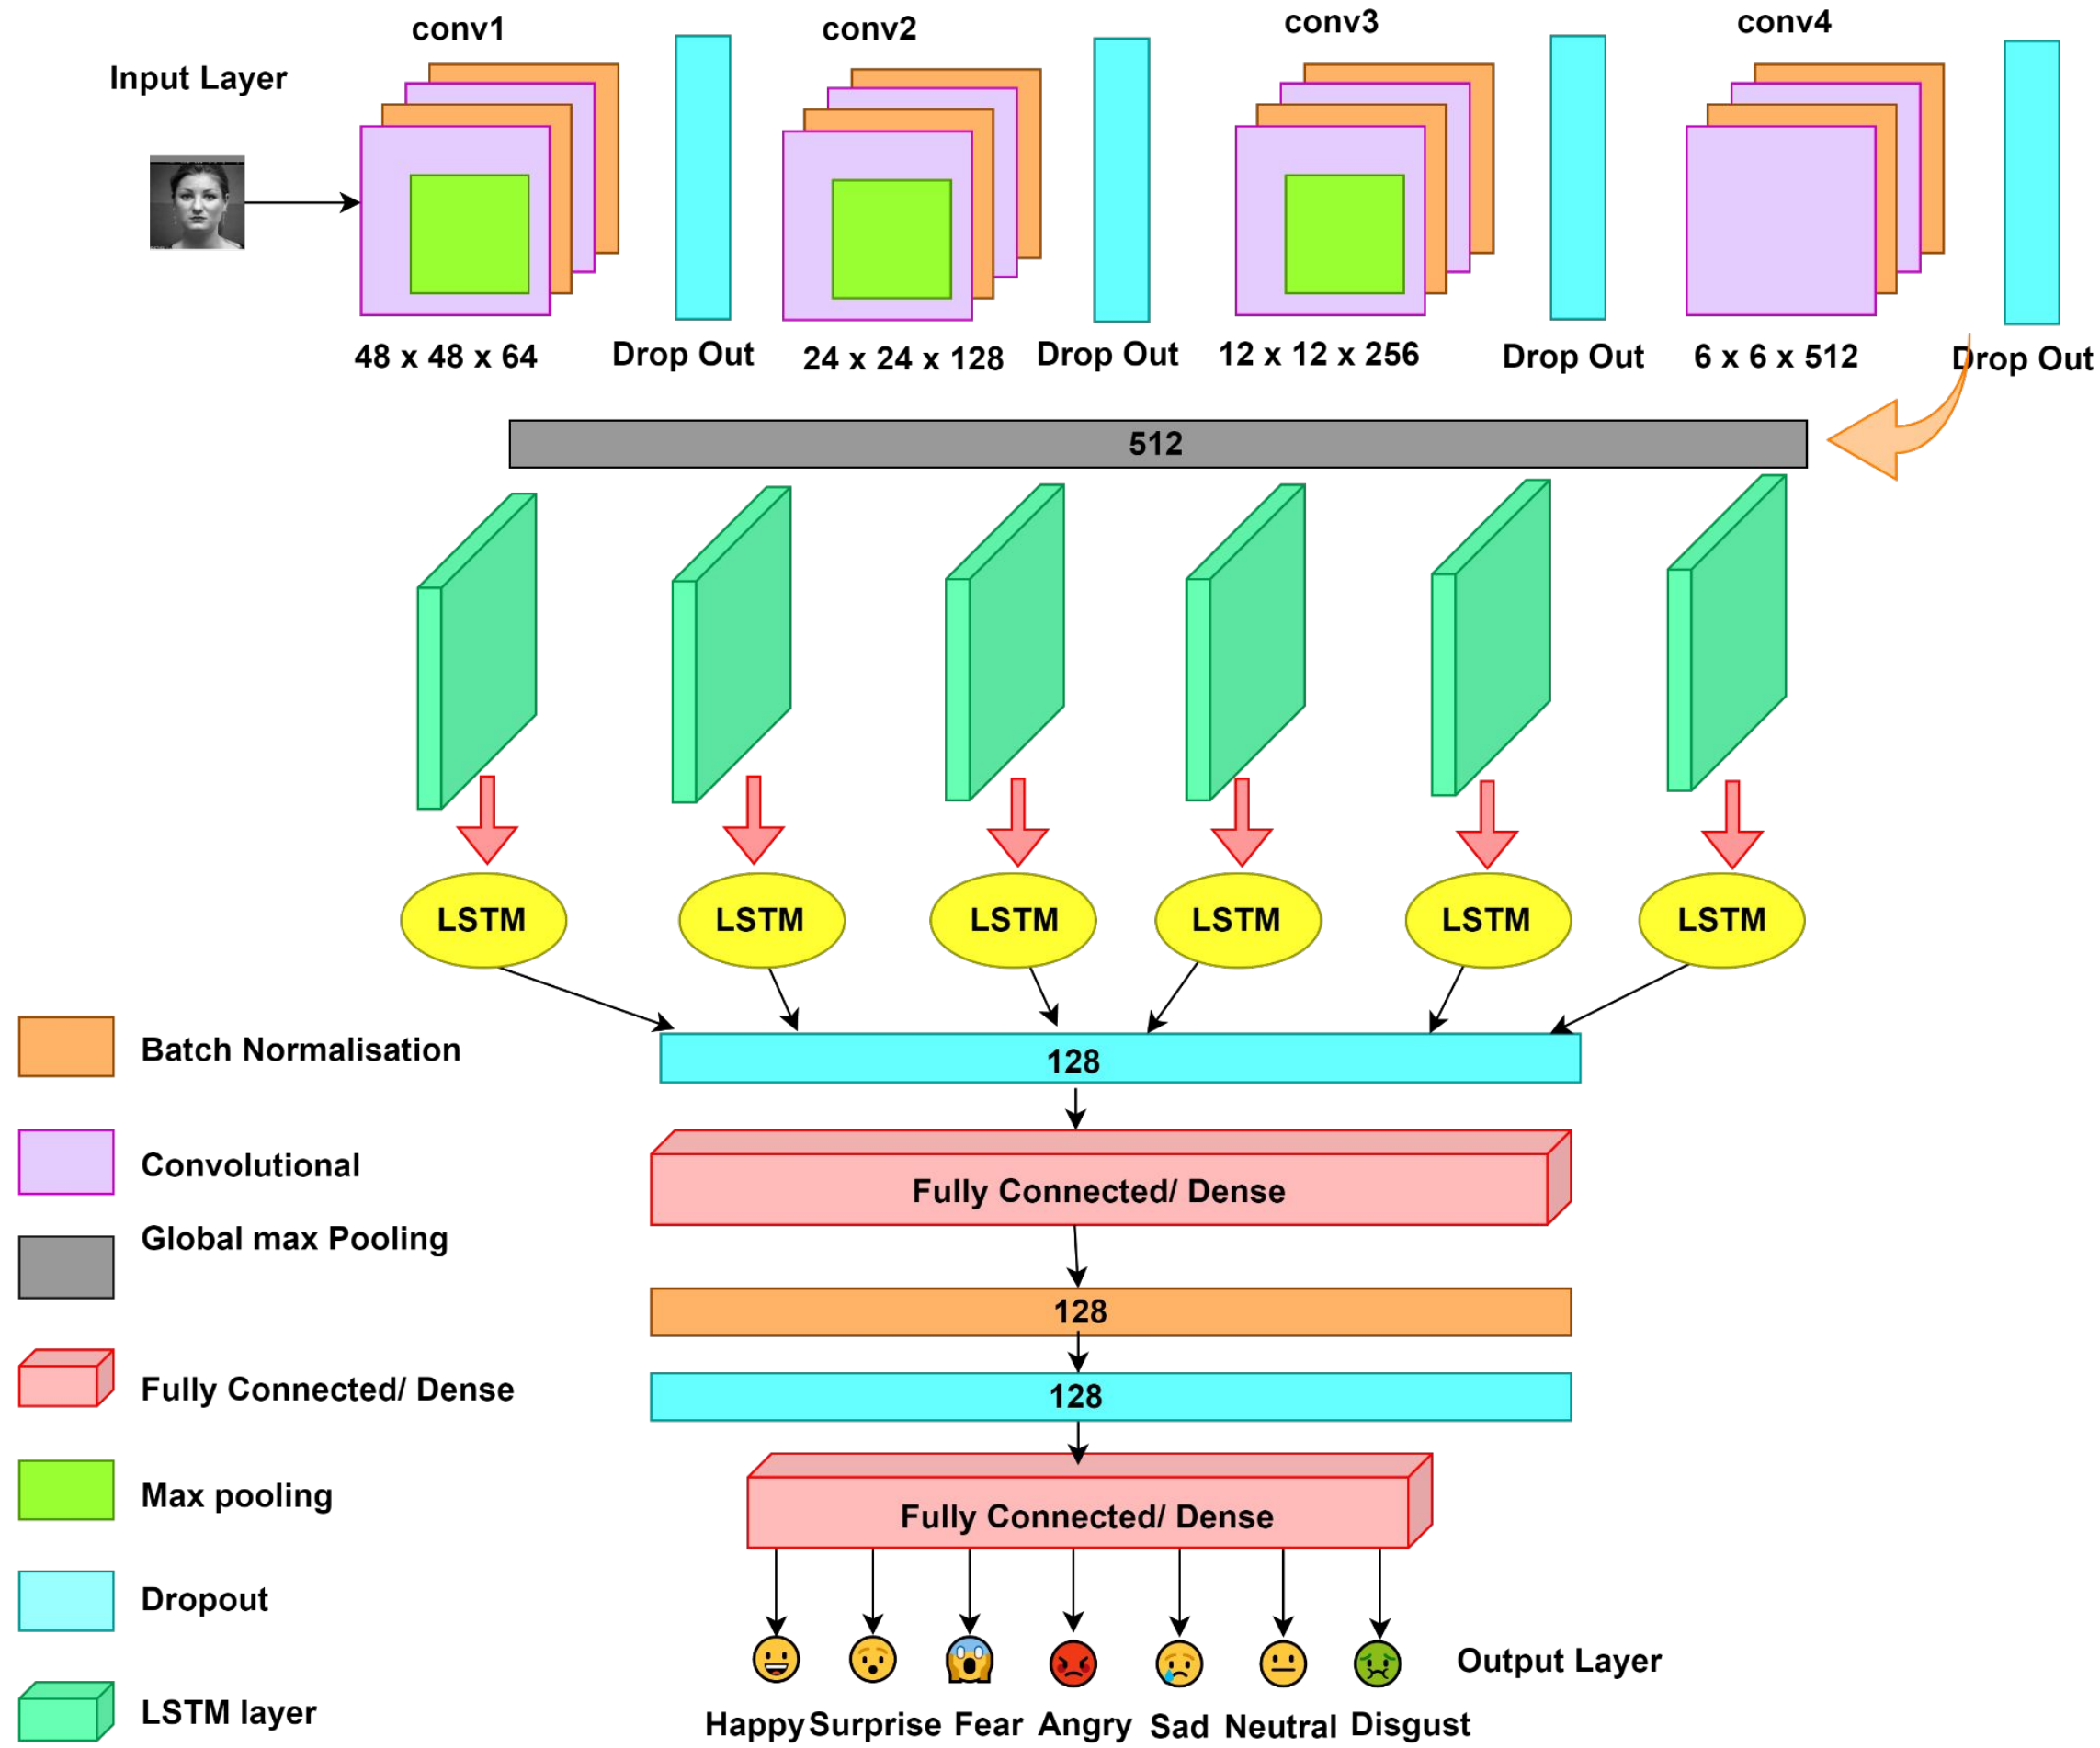 conv1
conv2
conv3
conv4
Input Layer
48 x 48 x 64
Drop Out
24 x 24 x 128
Drop Out
12 x 12 x 256
Drop Out
6 x 6 x 512
Drop Out
512
LSTM
LSTM
LSTM
LSTM
LSTM
LSTM
128
Fully Connected/ Dense
128
128
Fully Connected/ Dense
Batch Normalisation
Convolutional
Global max Pooling
Fully Connected/ Dense
Max pooling
Dropout
LSTM layer
Output Layer
Happy
Surprise
Fear
Angry
Sad
Neutral
Disgust